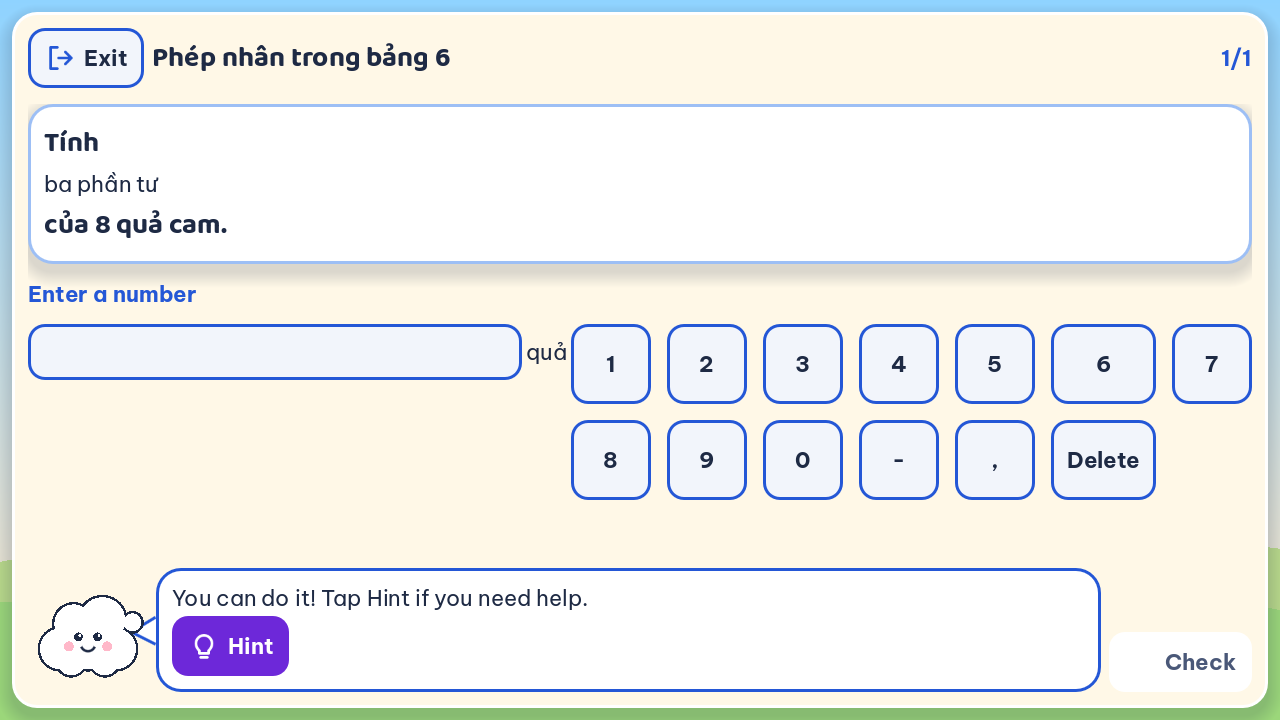 Exit
Phép nhân trong bảng 6
1/1
Tính
ba phần tư
của 8 quả cam.
Enter a number
quả
1 2 3 4 5 6 7
8 9 0 - , Delete
You can do it! Tap Hint if you need help.
Hint
Check